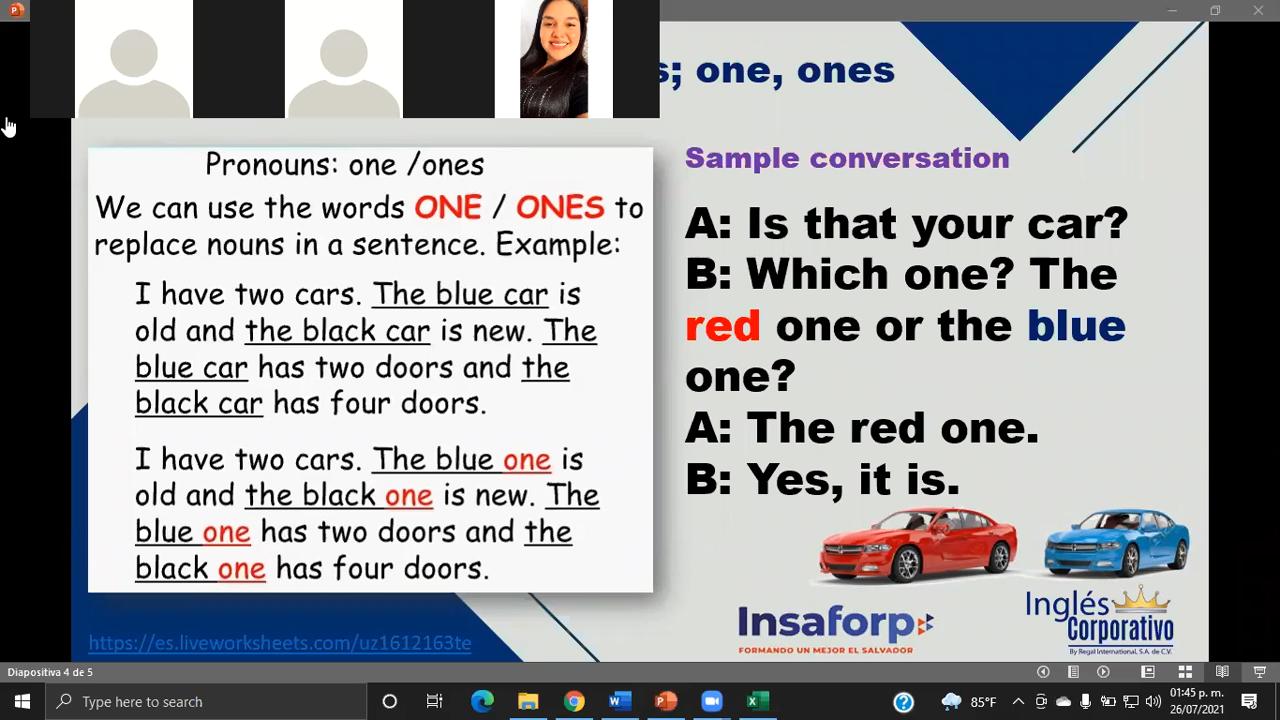 s; one, ones
Pronouns: one /ones
We can use the words ONE / ONES to
replace nouns in a sentence. Example:
I have two cars. The blue car is
old and the black car is new. The
blue car has two doors and the
black car has four doors.
I have two cars. The blue one is
old and the black one is new. The
blue one has two doors and the
black one has four doors.
https://es.liveworksheets.com/uz1612163te
Sample conversation
A: Is that your car?
B: Which one? The
red one or the blue
one?
A: The red one.
B: Yes, it is.
Insaforp
FORMANDO UN MEJOR EL SALVADOR
Inglés
Corporativo
By Regal International, S.A. de C.V.
Diapositiva 4 de 5
Type here to search
85°F
01:45 p. m.
26/07/2021